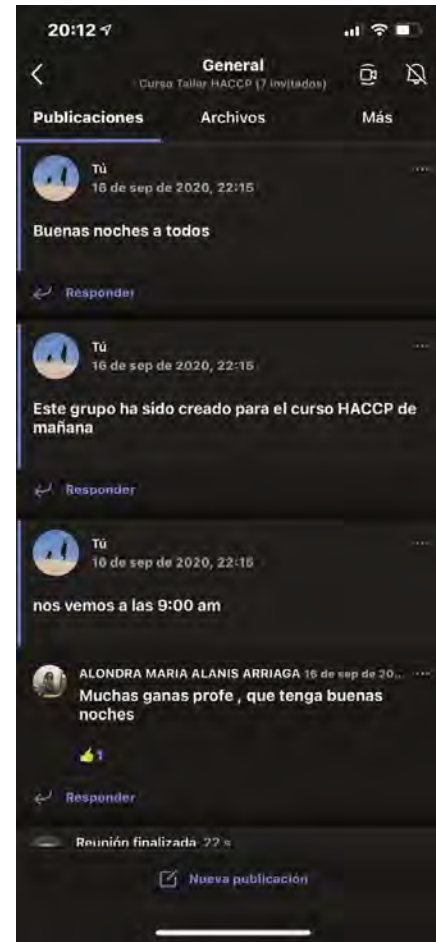 20:12
General
Curso Taller HACCP (7 invitados)
Publicaciones Archivos Más
Tú
16 de sep de 2020, 22:15
Buenas noches a todos
Responder
Tú
16 de sep de 2020, 22:15
Este grupo ha sido creado para el curso HACCP de
mañana
Responder
Tú
16 de sep de 2020, 22:15
nos vemos a las 9:00 am
ALONDRA MARIA ALANIS ARRIAGA 16 de sep de 20...
Muchas ganas profe , que tenga buenas
noches
1
Responder
Reunión finalizada 22 s
Nueva publicación